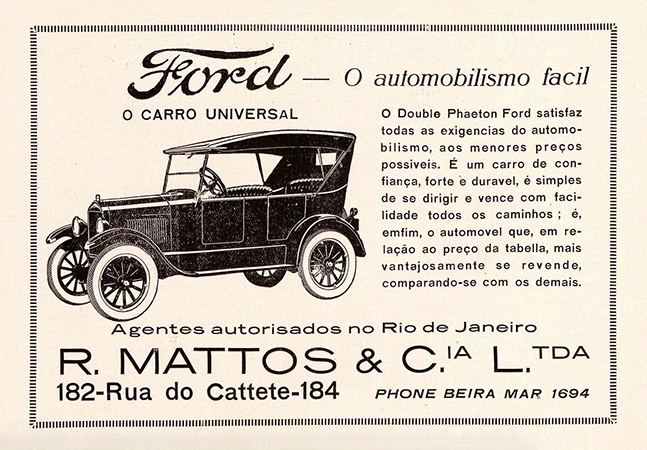 Ford — O automobilismo facil
O CARRO UNIVERSAL
O Double Phaeton Ford satisfaz
todas as exigencias do automo-
bilismo, aos menores preços
possiveis. É um carro de con-
fiança, forte e duravel, é simples
de se dirigir e vence com faci-
lidade todos os caminhos; é,
emfim, o automovel que, em re-
lação ao preço da tabella, mais
vantajosamente se revende,
comparando-se com os demais.
Agentes autorisados no Rio de Janeiro
R. MATTOS & C.IA L.TDA
182-Rua do Cattete-184
PHONE BEIRA MAR 1694